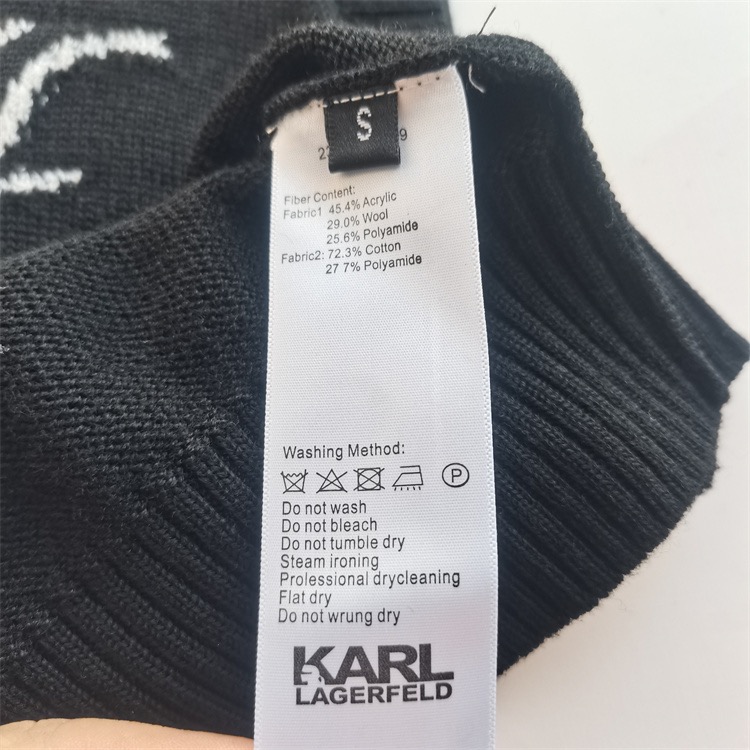 S
Fiber Content:
Fabric1 45.4% Acrylic
29.0% Wool
25.6% Polyamide
Fabric2: 72.3% Cotton
27 7% Polyamide
Washing Method:
P
Do not wash
Do not bleach
Do not tumble dry
Steam ironing
Professional drycleaning
Flat dry
Do not wrung dry
KARL
LAGERFELD